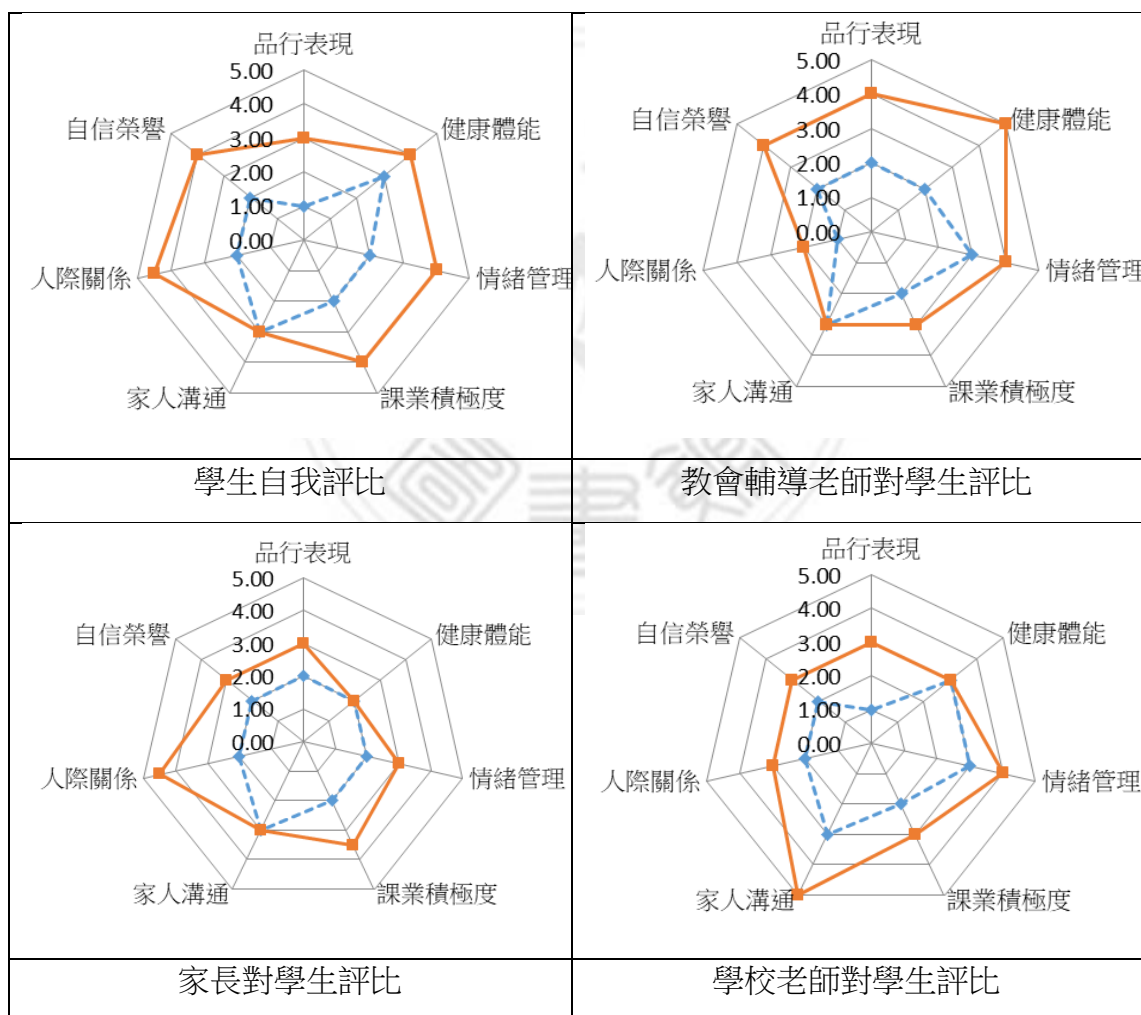 品行表現
5.00
4.00
3.00
2.00
1.00
0.00
健康體能
情緒管理
課業積極度
家人溝通
人際關係
自信榮譽
學生自我評比
品行表現
5.00
4.00
3.00
2.00
1.00
0.00
健康體能
情緒管理
課業積極度
家人溝通
人際關係
自信榮譽
教會輔導老師對學生評比
品行表現
5.00
4.00
3.00
2.00
1.00
0.00
健康體能
情緒管理
課業積極度
家人溝通
人際關係
自信榮譽
家長對學生評比
品行表現
5.00
4.00
3.00
2.00
1.00
0.00
健康體能
情緒管理
課業積極度
家人溝通
人際關係
自信榮譽
學校老師對學生評比